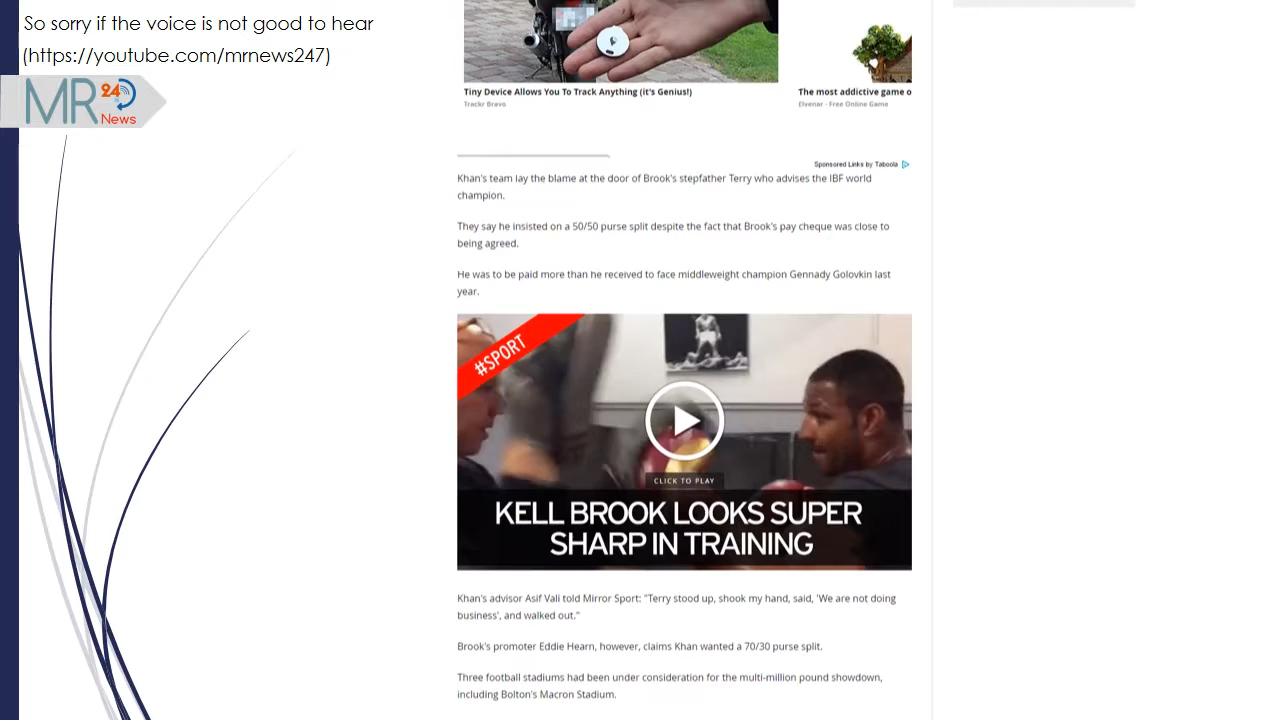 So sorry if the voice is not good to hear
(https://youtube.com/mrnews247)
MR 24
News
Tiny Device Allows You To Track Anything (it's Genius!)
Trackr Bravo
The most addictive game o
Elvenar - Free Online Game
Sponsored Links by Taboola
Khan's team lay the blame at the door of Brook's stepfather Terry who advises the IBF world
champion.
They say he insisted on a 50/50 purse split despite the fact that Brook's pay cheque was close to
being agreed.
He was to be paid more than he received to face middleweight champion Gennady Golovkin last
year.
#SPORT
CLICK TO PLAY
KELL BROOK LOOKS SUPER
SHARP IN TRAINING
Khan's advisor Asif Vali told Mirror Sport: "Terry stood up, shook my hand, said, 'We are not doing
business', and walked out."
Brook's promoter Eddie Hearn, however, claims Khan wanted a 70/30 purse split.
Three football stadiums had been under consideration for the multi-million pound showdown,
including Bolton's Macron Stadium.